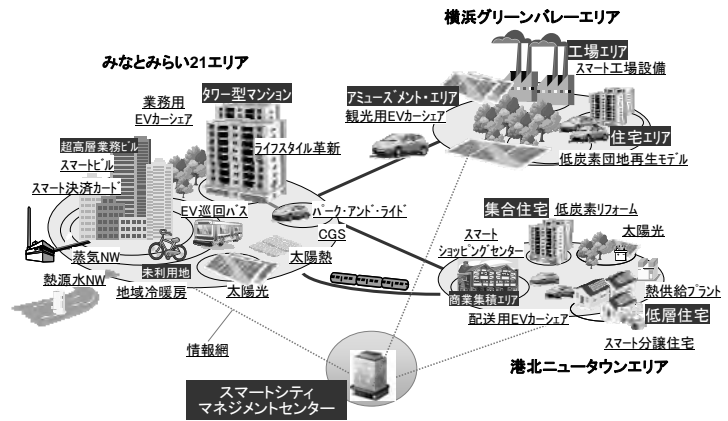 横浜グリーンバレーエリア
工場エリア
スマート工場設備
アミューズメント・エリア
観光用EVカーシェア
住宅エリア
低炭素団地再生モデル
みなとみらい21エリア
業務用
EVカーシェア
タワー型マンション
ライフスタイル革新
超高層業務ビル
スマートビル
スマート決済カード
EV巡回バス
パーク・アンド・ライド
CGS
蒸気NW
太陽熱
熱源水NW
未利用地
地域冷暖房
太陽光
情報網
集合住宅
低炭素リフォーム
スマート
ショッピングセンター
太陽光
商業集積エリア
熱供給プラント
配送用EVカーシェア
低層住宅
スマート分譲住宅
港北ニュータウンエリア
スマートシティ
マネジメントセンター